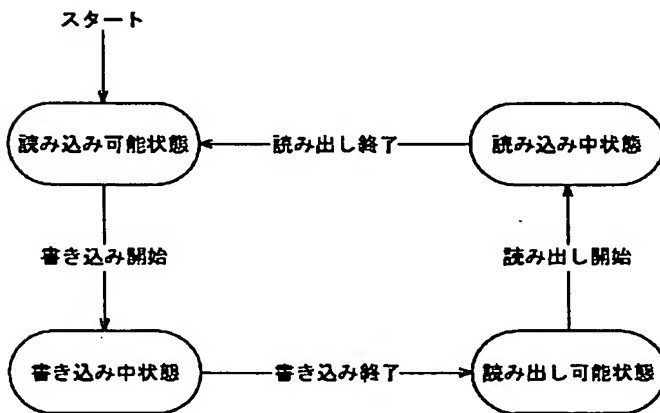 スタート
読み込み可能状態
読み出し終了
読み込み中状態
書き込み開始
読み出し開始
書き込み中状態
書き込み終了
読み出し可能状態